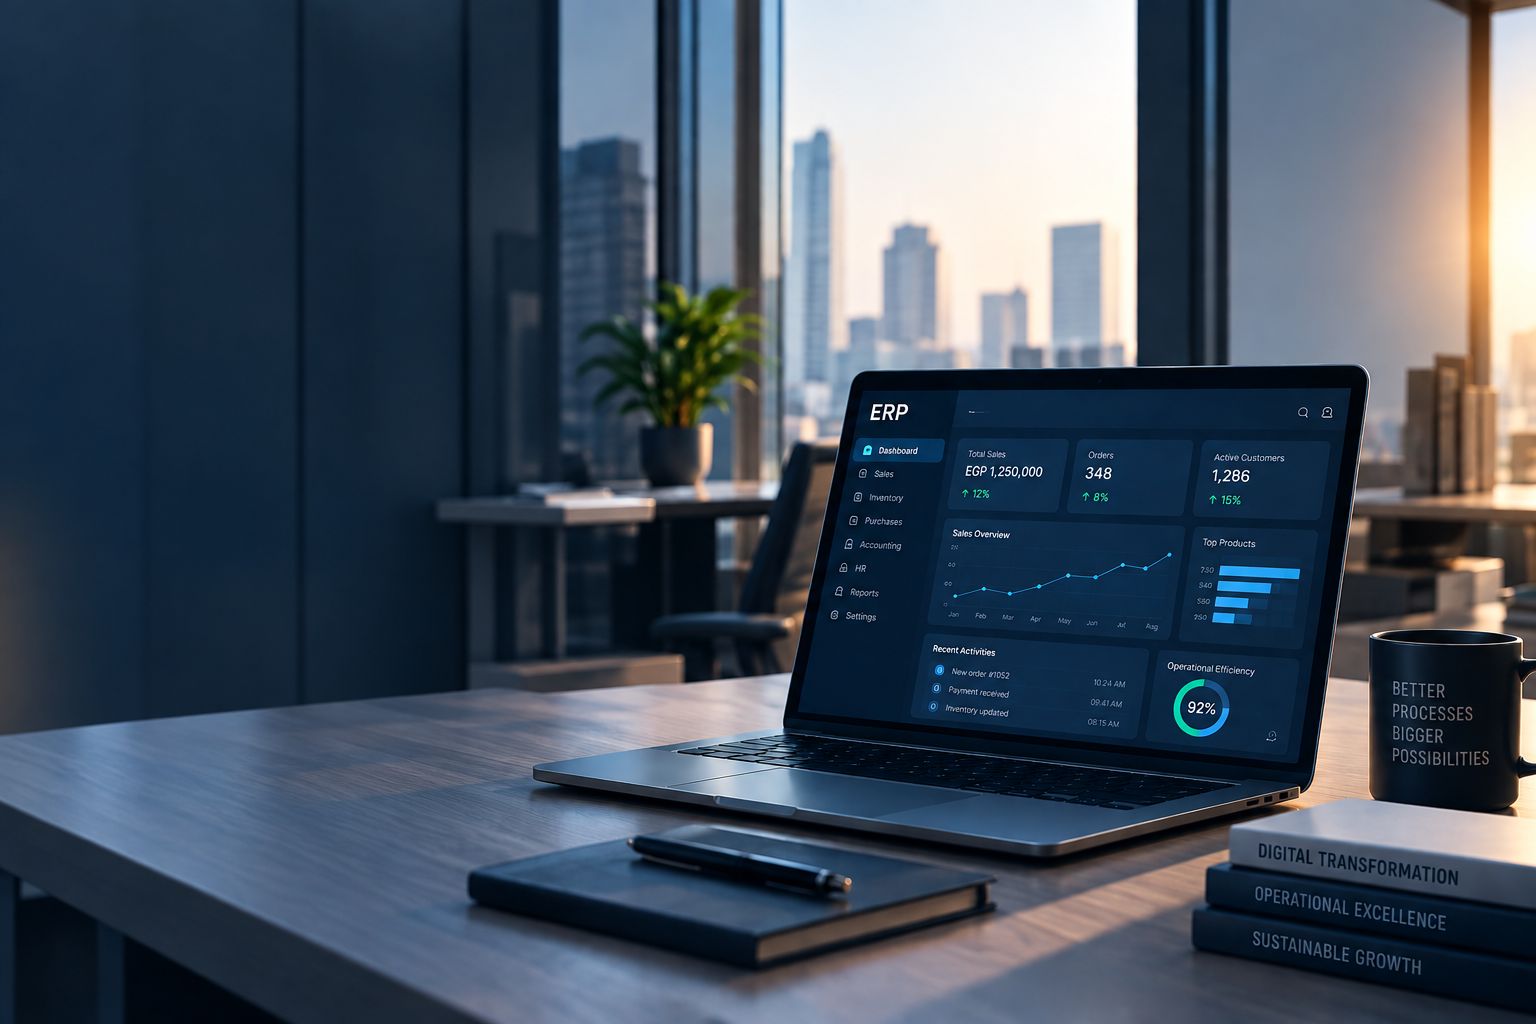 ERP
Dashboard
Sales
Inventory
Purchases
Accounting
HR
Reports
Settings
Total Sales
EGP 1,250,000
↑ 12%
Orders
348
↑ 8%
Active Customers
1,286
↑ 15%
Sales Overview
Jan Feb Mar Apr May Jun Jul Aug
Top Products
Recent Activities
New order #1052 10:24 AM
Payment received 09:41 AM
Inventory updated 08:15 AM
Operational Efficiency
92%
BETTER
PROCESSES
BIGGER
POSSIBILITIES
DIGITAL TRANSFORMATION
OPERATIONAL EXCELLENCE
SUSTAINABLE GROWTH